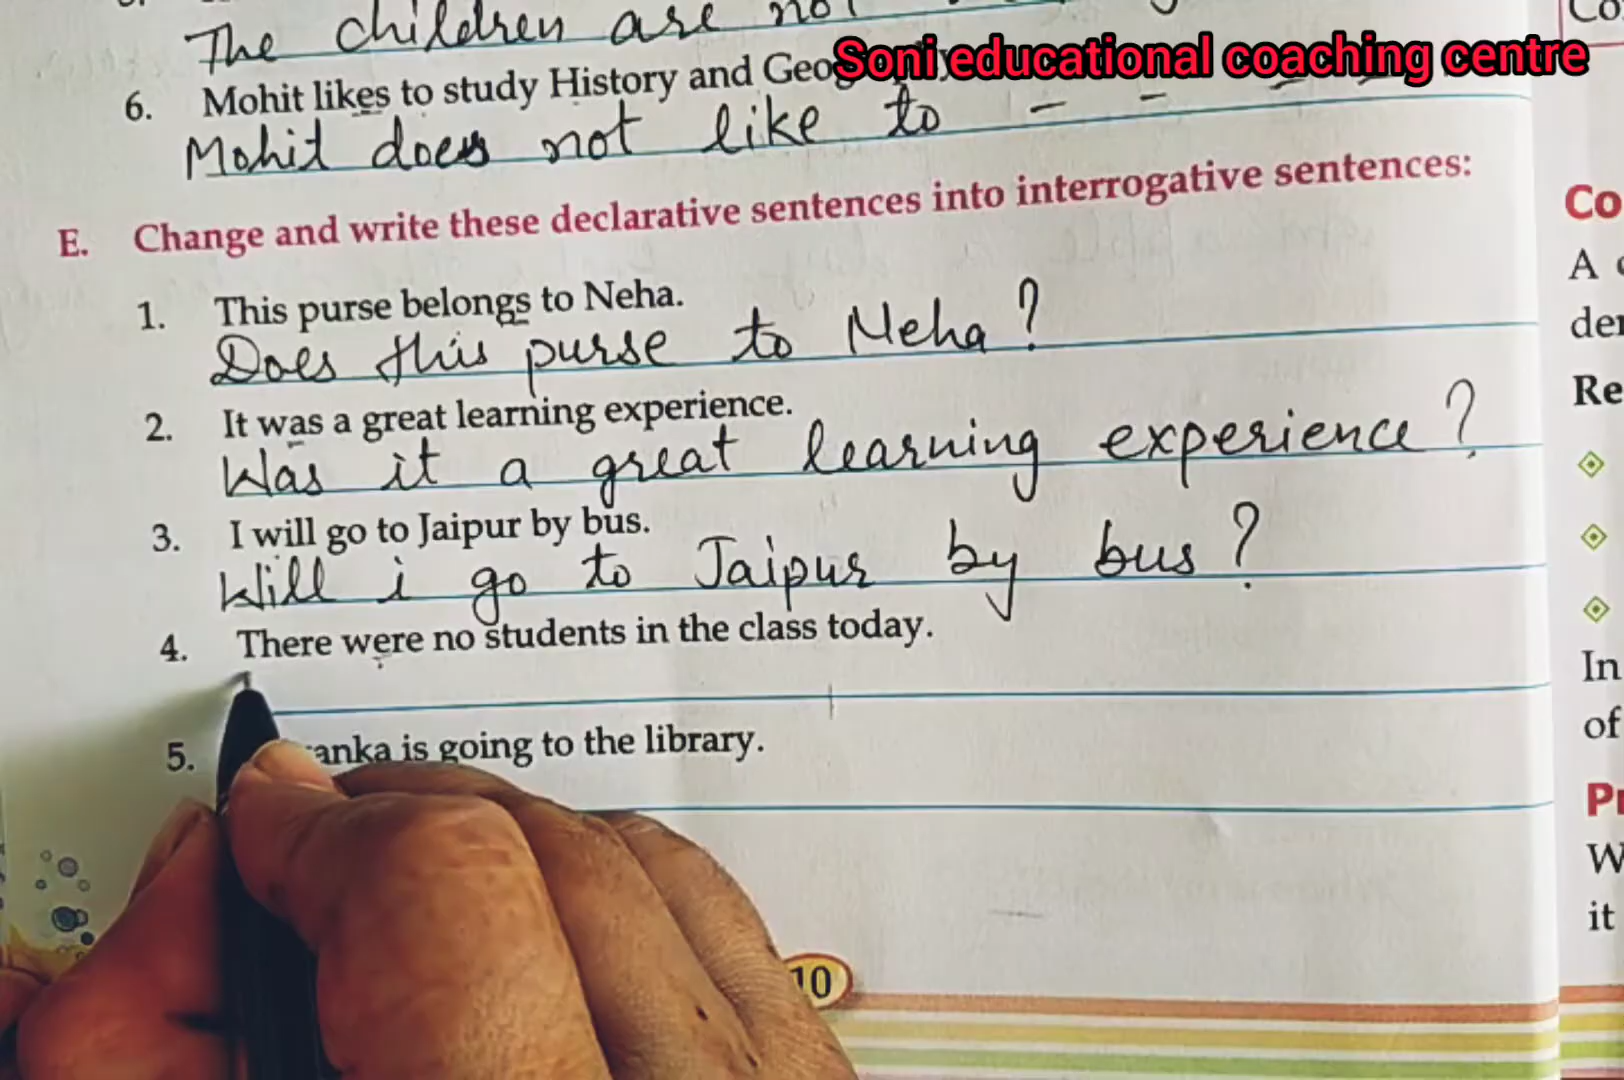 The children are not
Soni educational coaching centre
6. Mohit likes to study History and Geo
Mohit does not like to - - - -
E. Change and write these declarative sentences into interrogative sentences:
1. This purse belongs to Neha.
Does this purse to Neha?
2. It was a great learning experience.
Was it a great learning experience?
3. I will go to Jaipur by bus.
Will i go to Jaipur by bus?
4. There were no students in the class today.
5. anka is going to the library.
10
Co
Co
A
der
Re
In
of
Pr
W
it